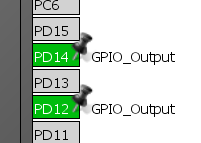 PC6
PD15
PD14 GPIO_Output
PD13
PD12 GPIO_Output
PD11